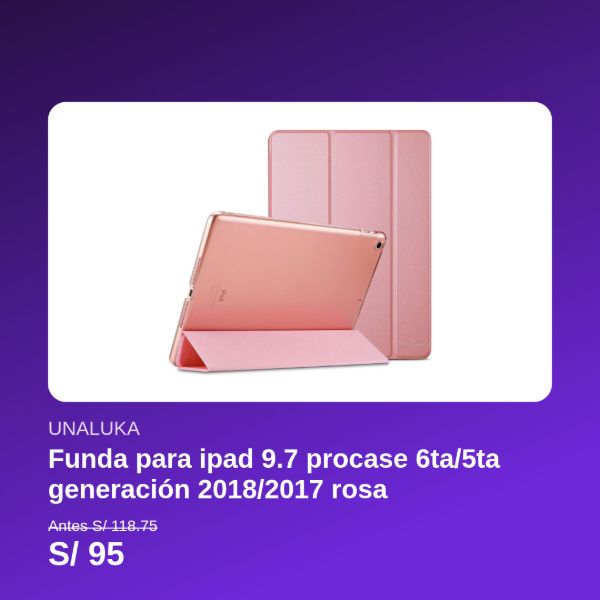 UNALUKA
Funda para ipad 9.7 procase 6ta/5ta
generación 2018/2017 rosa
Antes S/ 118.75
S/ 95